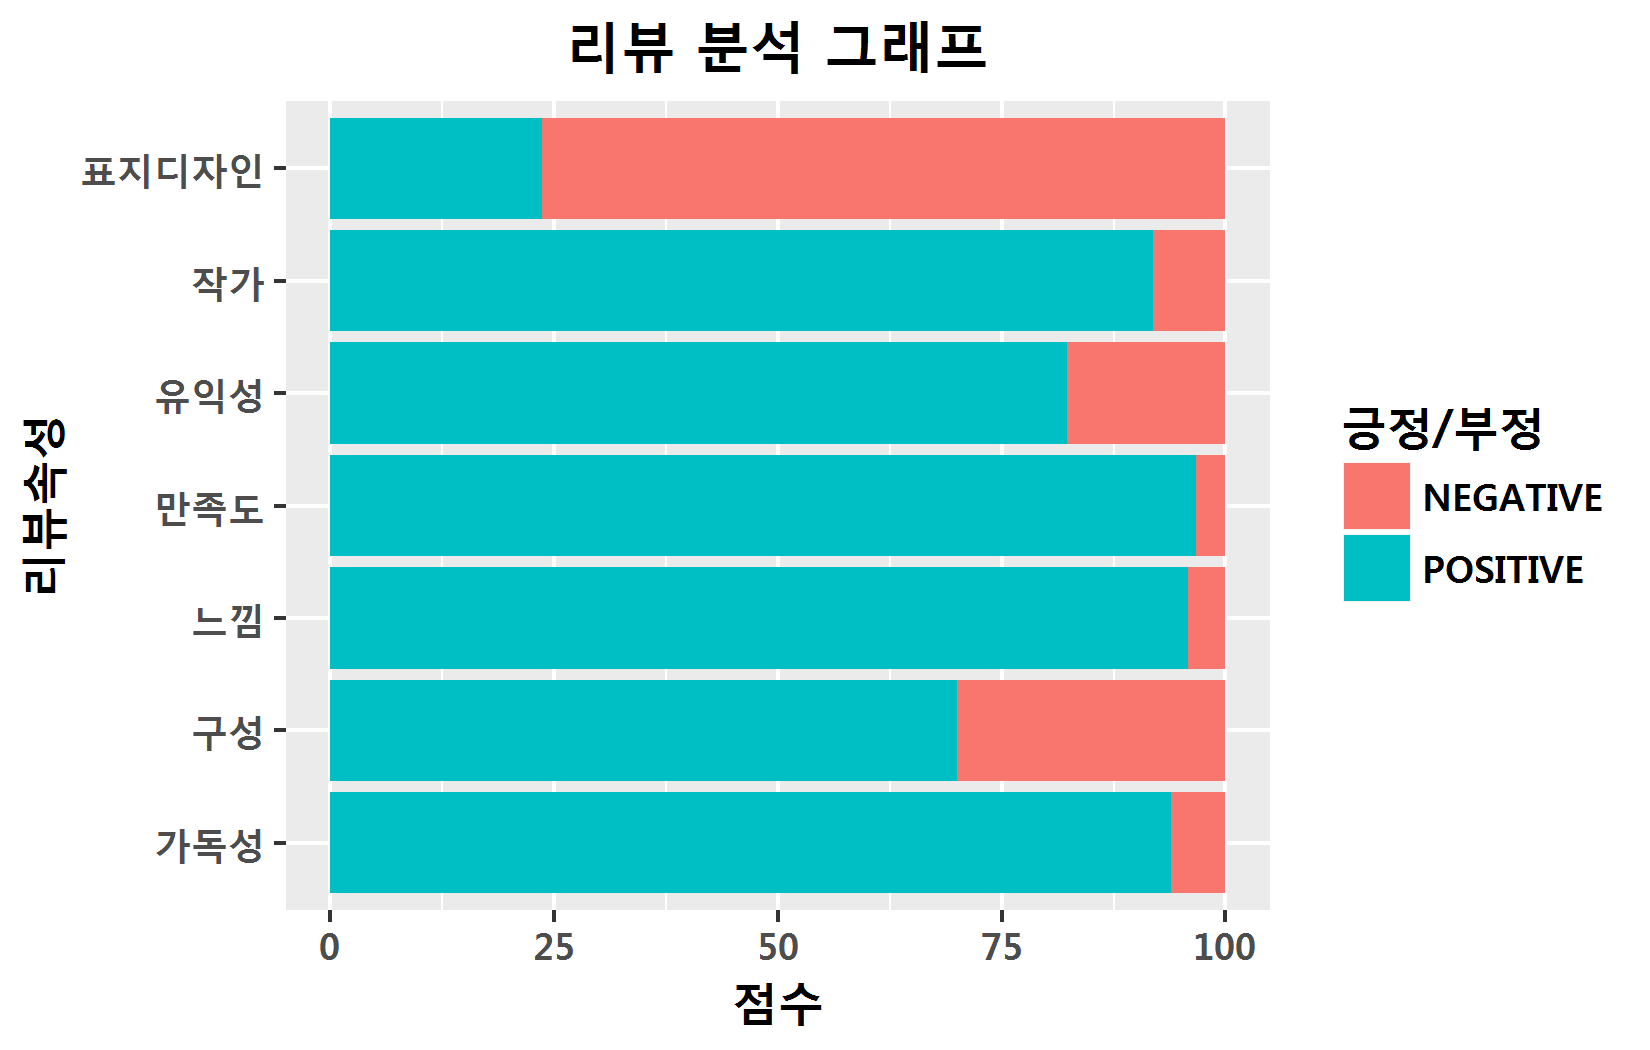 리뷰 분석 그래프
표지디자인
작가
유익성
만족도
느낌
구성
가독성
리뷰속성
0 25 50 75 100
점수
긍정/부정
NEGATIVE
POSITIVE